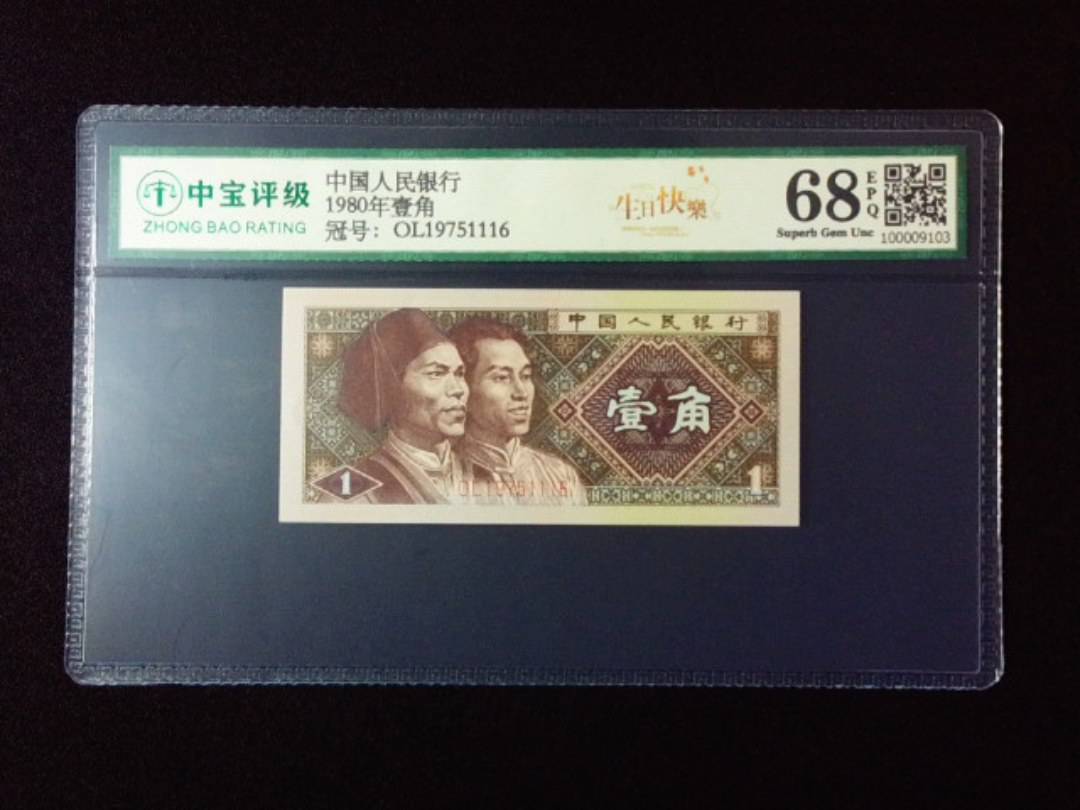 中宝评级
ZHONG BAO RATING
中国人民银行
1980年壹角
冠号：OL19751116
生日快樂
68
EPQ
Superb Gem Unc
100009103
中国人民银行
壹角
1
OL19751116
1